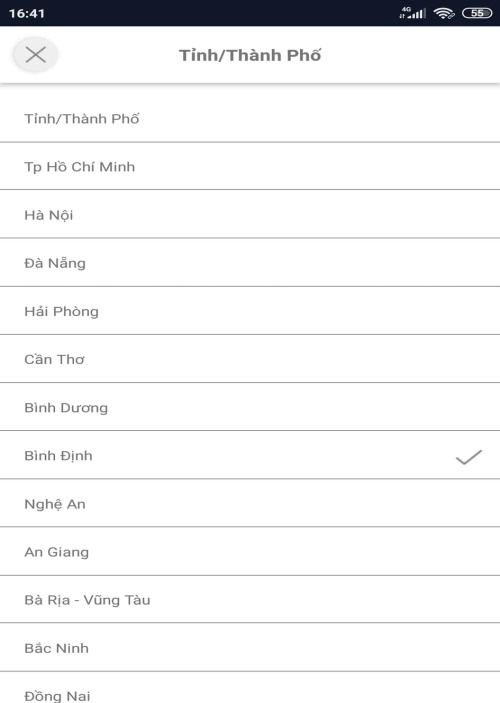 16:41
4G
55
Tỉnh/Thành Phố
Tỉnh/Thành Phố
Tp Hồ Chí Minh
Hà Nội
Đà Nẵng
Hải Phòng
Cần Thơ
Bình Dương
Bình Định
Nghệ An
An Giang
Bà Rịa - Vũng Tàu
Bắc Ninh
Đồng Nai